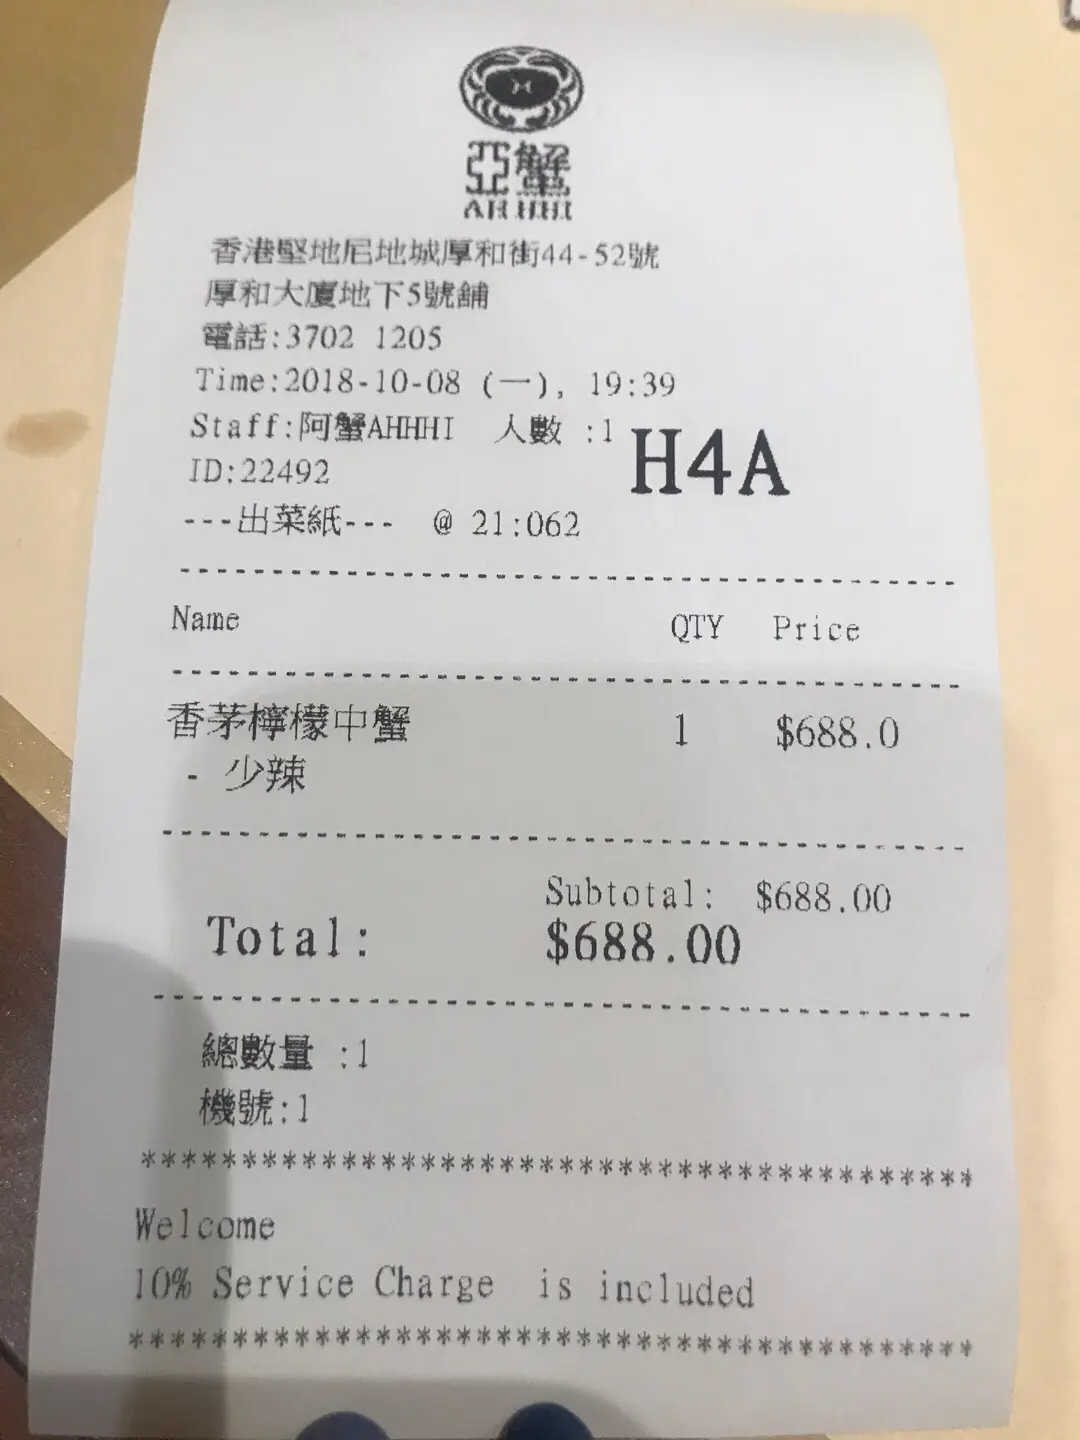 亞蟹
AHHHI
香港堅地尼地城厚和街44-52號
厚和大廈地下5號舖
電話:3702 1205
Time:2018-10-08 (一), 19:39
Staff:阿蟹AHHHI 人數 :1
H4A
ID:22492
---出菜紙--- @ 21:062
Name QTY Price
香茅檸檬中蟹 1 $688.0
- 少辣
Subtotal: $688.00
Total: $688.00
總數量 :1
機號:1
*****************************************
Welcome
10% Service Charge is included
*****************************************